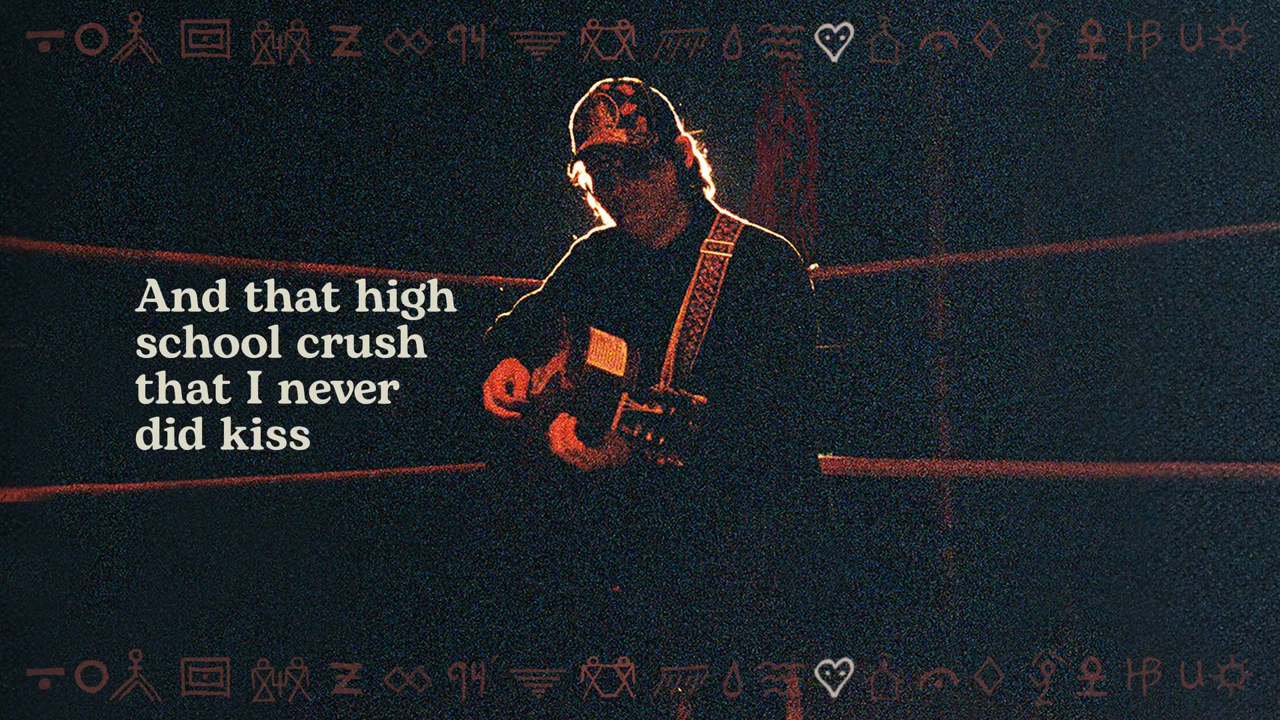 And that high
school crush
that I never
did kiss